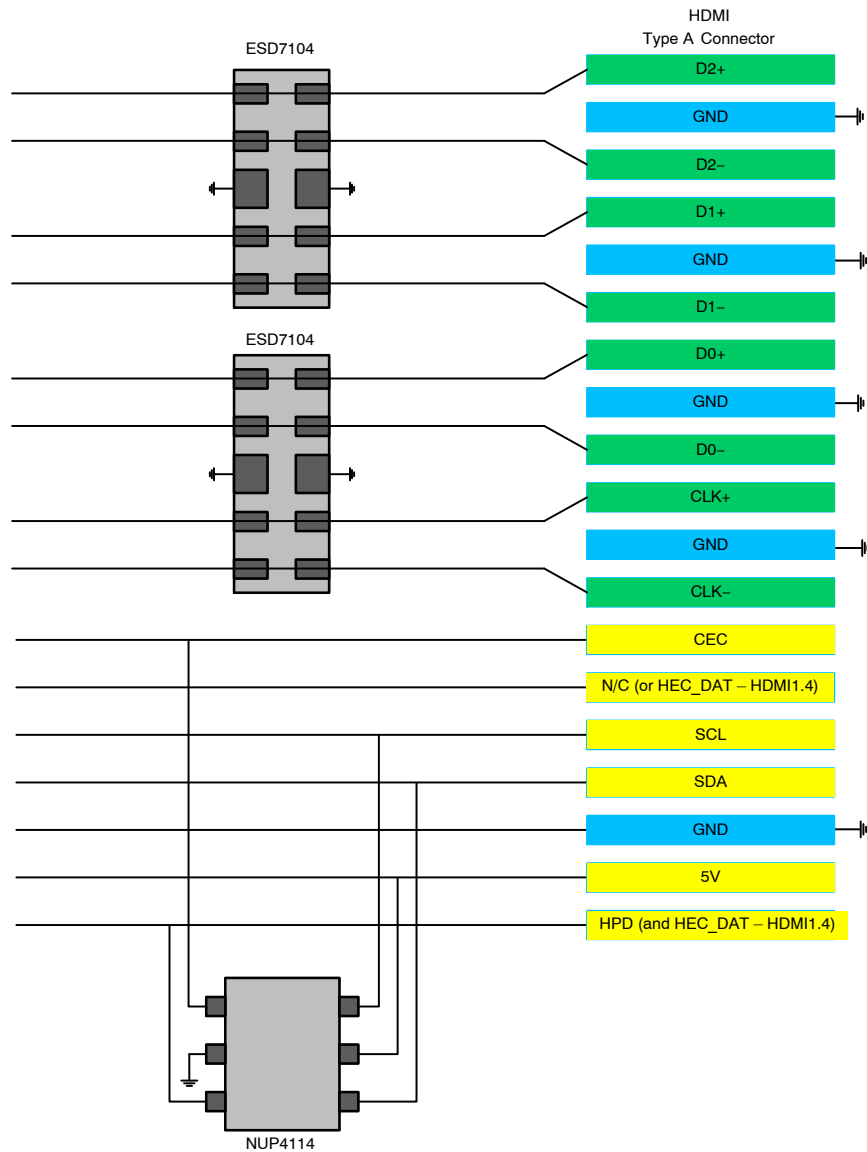 HDMI
Type A Connector
ESD7104
D2+
GND
D2−
D1+
GND
D1−
ESD7104
D0+
GND
D0−
CLK+
GND
CLK−
CEC
N/C (or HEC_DAT – HDMI1.4)
SCL
SDA
GND
5V
HPD (and HEC_DAT – HDMI1.4)
NUP4114